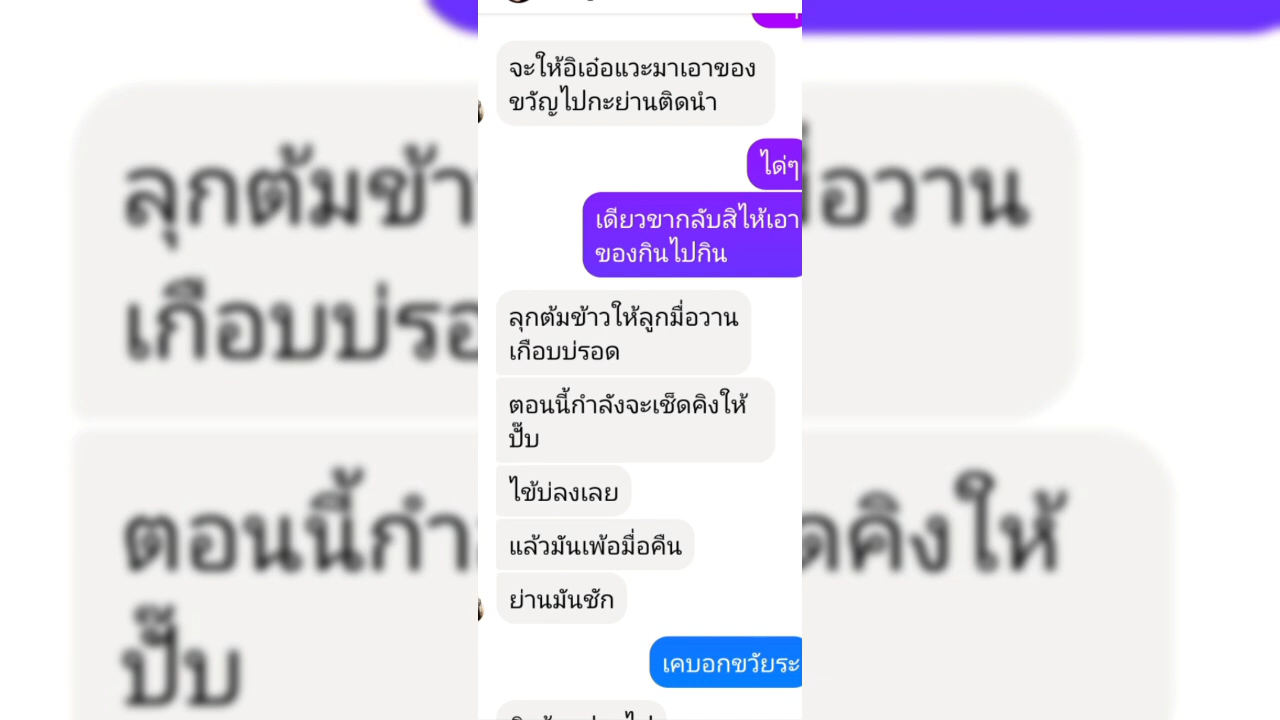 จะให้อิเอ๋อแวะมาเอาของ
ขวัญไปกะย่านติดนำ
ได่ๆ
เดียวขากลับสิไห้เอา
ของกินไปกิน
ลุกต้มข้าวให้ลูกมื่อวาน
เกือบบ่รอด
ตอนนี้กำลังจะเช็ดคิงให้
ปั๊บ
ไข้บ่ลงเลย
แล้วมันเพ้อมื่อคืน
ย่านมันชัก
เคบอกขวัยระ